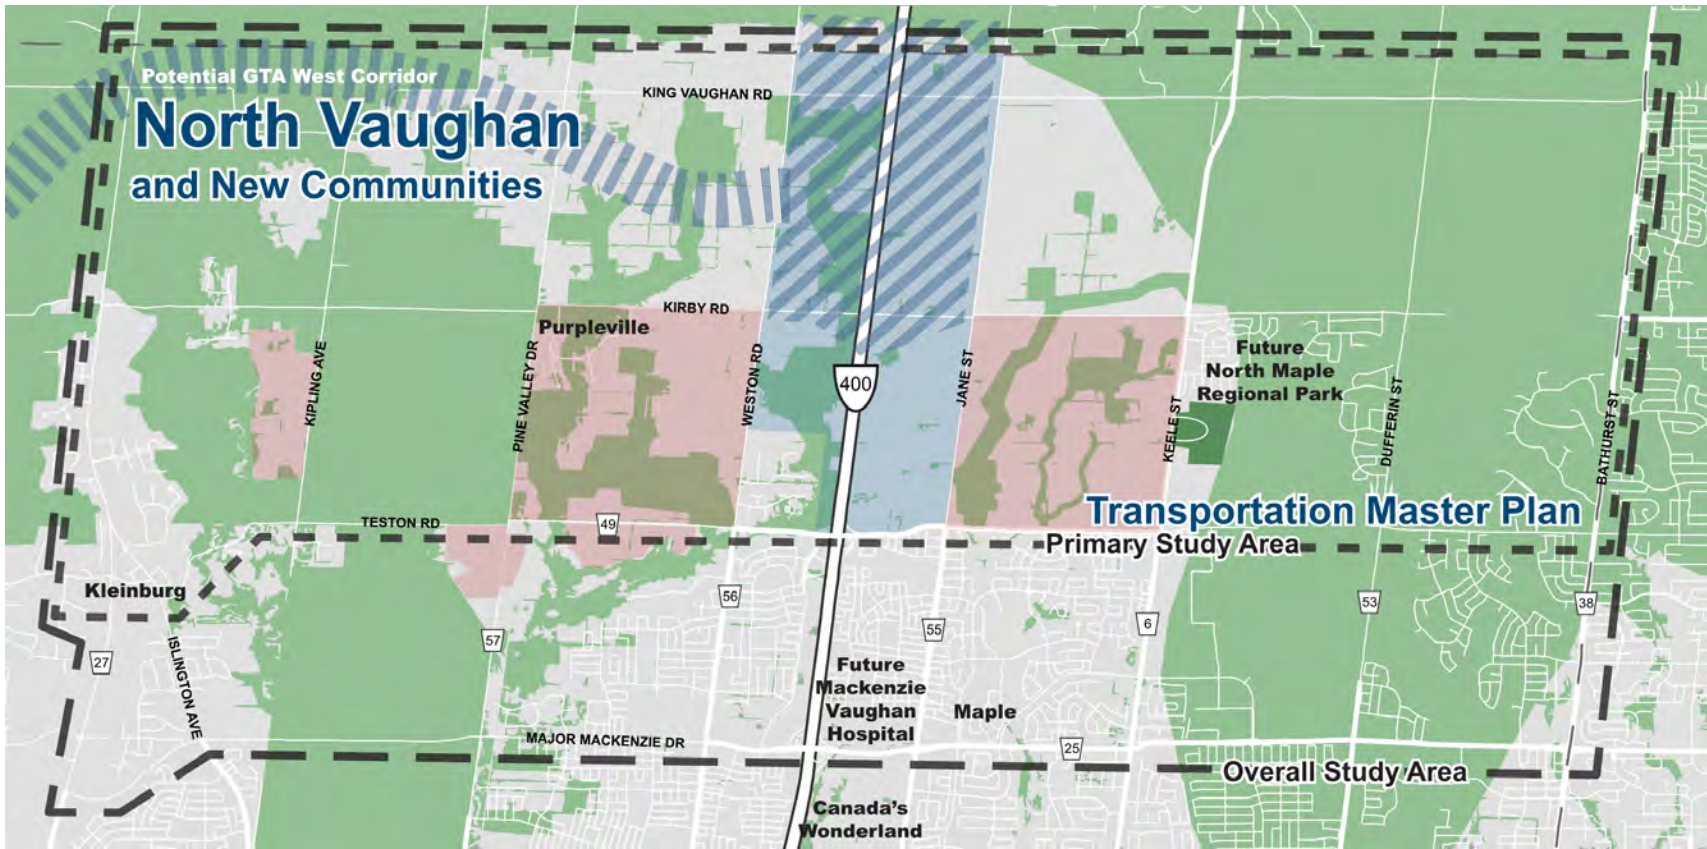 Potential GTA West Corridor
North Vaughan
and New Communities
KING VAUGHAN RD
KIRBY RD
Purpleville
KIPLING AVE
PINE VALLEY DR
WESTON RD
400
JANE ST
KEELE ST
Future
North Maple
Regional Park
DUFFERIN ST
BATHURST ST
TESTON RD
49
Transportation Master Plan
Primary Study Area
Kleinburg
56
55
6
53
38
57
27
ISLINGTON AVE
Future
Mackenzie
Vaughan
Hospital
Maple
MAJOR MACKENZIE DR
25
Overall Study Area
Canada's
Wonderland